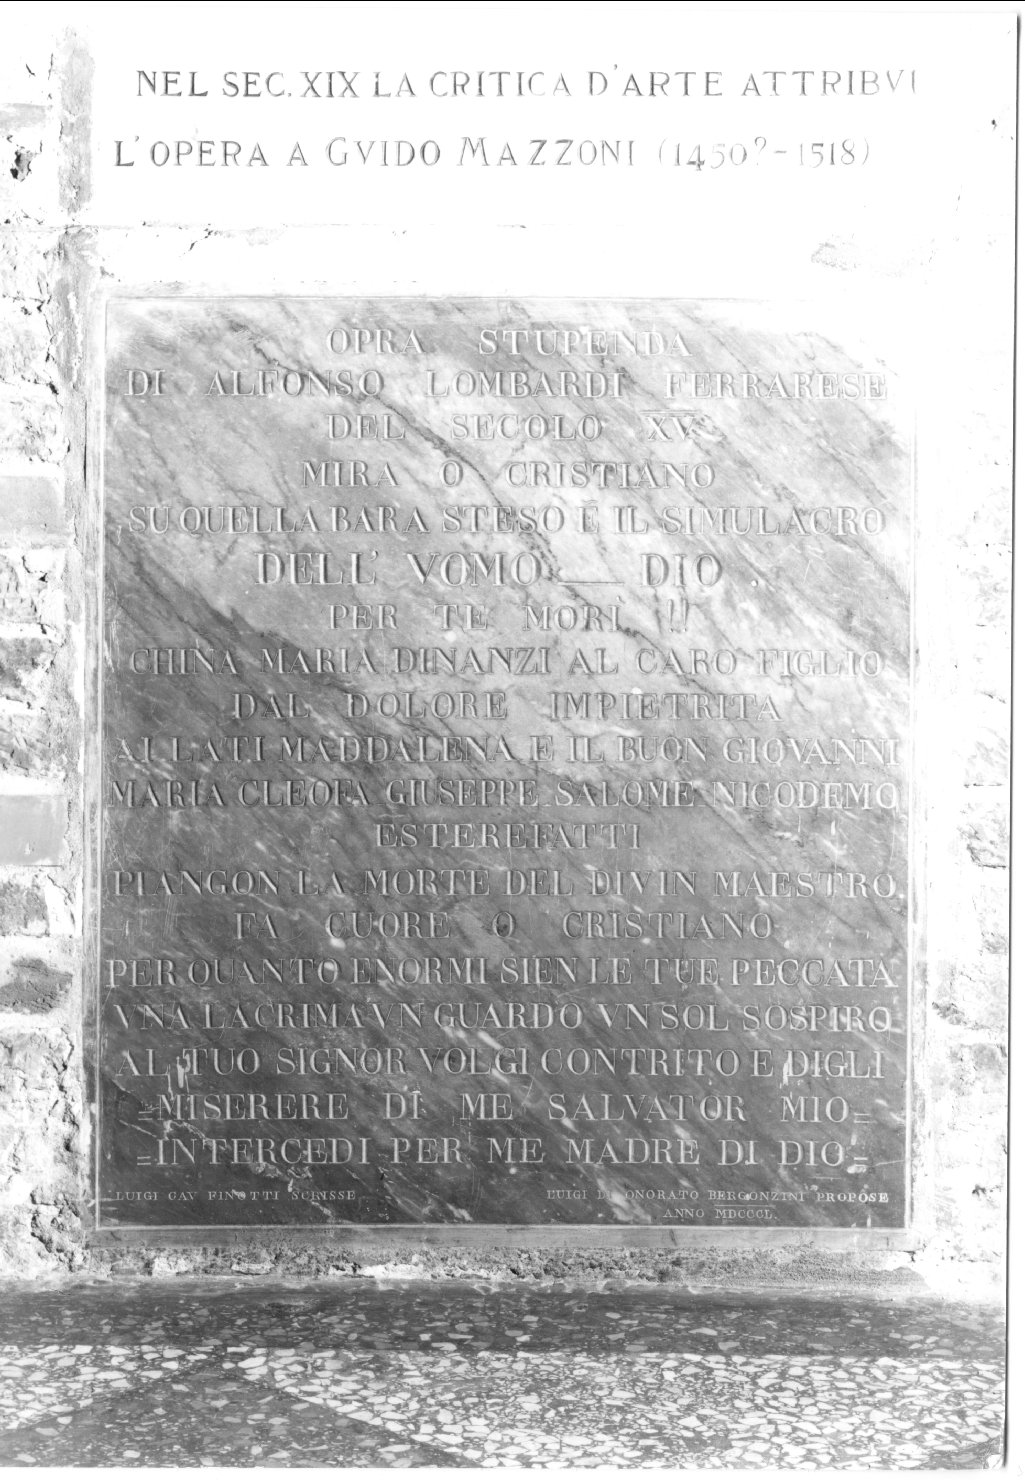 NEL SEC. XIX LA CRITICA D'ARTE ATTRIBVI
L'OPERA A GVIDO MAZZONI (1450?-1518)
OPRA STUPENDA
DI ALFONSO LOMBARDI FERRARESE
DEL SECOLO XV
MIRA O CRISTIANO
SU QUELLA BARA STESO È IL SIMULACRO
DELL' VOMO __ DIO
PER TE MORI !!
CHINA MARIA DINANZI AL CARO FIGLIO
DAL DOLORE IMPIETRITA
AI LATI MADDALENA E IL BUON GIOVANNI
MARIA CLEOFA GIUSEPPE SALOME NICODEMO
ESTEREFATTI
PIANGON LA MORTE DEL DIVIN MAESTRO
FA CUORE O CRISTIANO
PER QUANTO ENORMI SIEN LE TUE PECCATA
VNA LACRIMA VN GUARDO VN SOL SOSPIRO
AL TUO SIGNOR VOLGI CONTRITO E DIGLI
=MISERERE DI ME SALVATOR MIO=
=INTERCEDI PER ME MADRE DI DIO=
LUIGI CAV FINOTTI SCRISSE
LUIGI DI ONORATO BERGONZINI PROPOSE
ANNO MDCCCL.